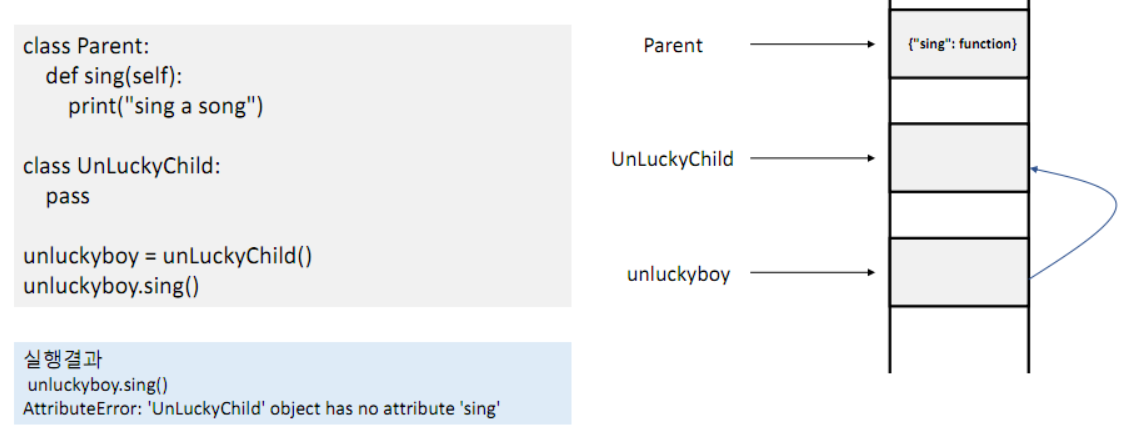 class Parent:
def sing(self):
print("sing a song")
class UnLuckyChild:
pass
unluckyboy = unLuckyChild()
unluckyboy.sing()
실행결과
unluckyboy.sing()
AttributeError: 'UnLuckyChild' object has no attribute 'sing'
Parent
{"sing": function}
UnLuckyChild
unluckyboy